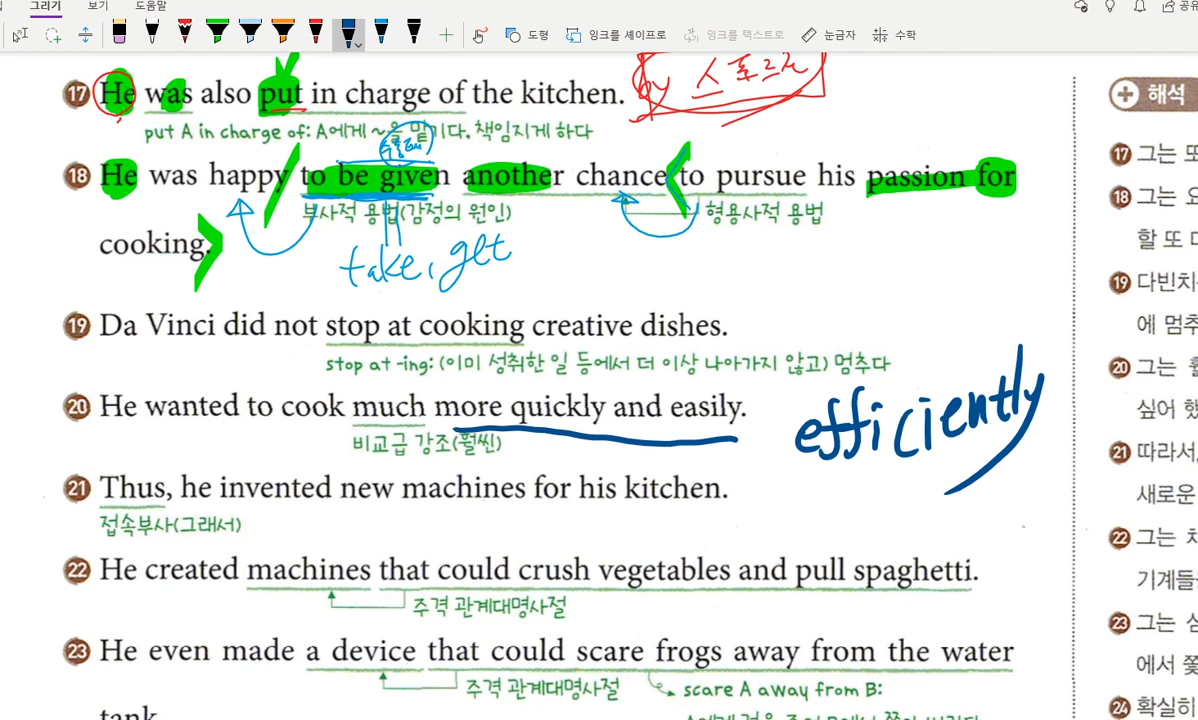 그리기 보기 도움말
공유
도형 잉크를 셰이프로 잉크를 텍스트로 눈금자 수학
by 스포르차
17 He was also put in charge of the kitchen.
put A in charge of: A에게 ~을 맡기다, 책임지게 하다
수동태
18 He was happy to be given another chance to pursue his passion for
부사적 용법(감정의 원인) 형용사적 용법
cooking.
take, get
19 Da Vinci did not stop at cooking creative dishes.
stop at -ing: (이미 성취한 일 등에서 더 이상 나아가지 않고) 멈추다
20 He wanted to cook much more quickly and easily.
비교급 강조(훨씬)
efficiently
21 Thus, he invented new machines for his kitchen.
접속부사(그래서)
22 He created machines that could crush vegetables and pull spaghetti.
주격 관계대명사절
23 He even made a device that could scare frogs away from the water
주격 관계대명사절 scare A away from B:
tank.
해석
17 그는 또
18 그는 요
할 또 다
19 다빈치
에 멈추
20 그는 훨
싶어 했
21 따라서,
새로운
22 그는 채
기계들
23 그는 심
에서 쫓
24 확실히